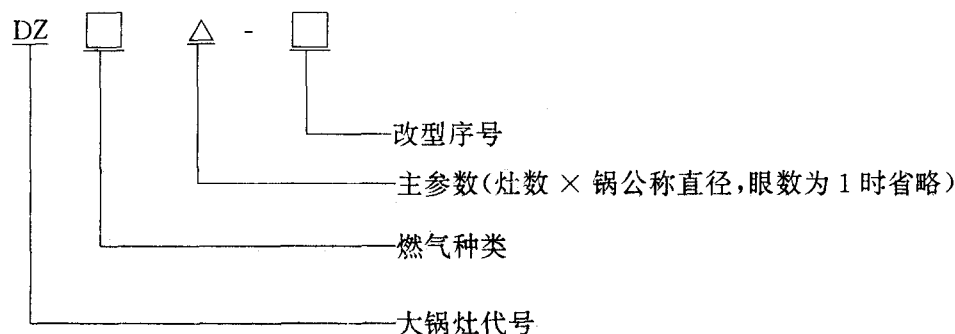 DZ □ △ - □
改型序号
主参数(灶数 × 锅公称直径,眼数为 1 时省略)
燃气种类
大锅灶代号